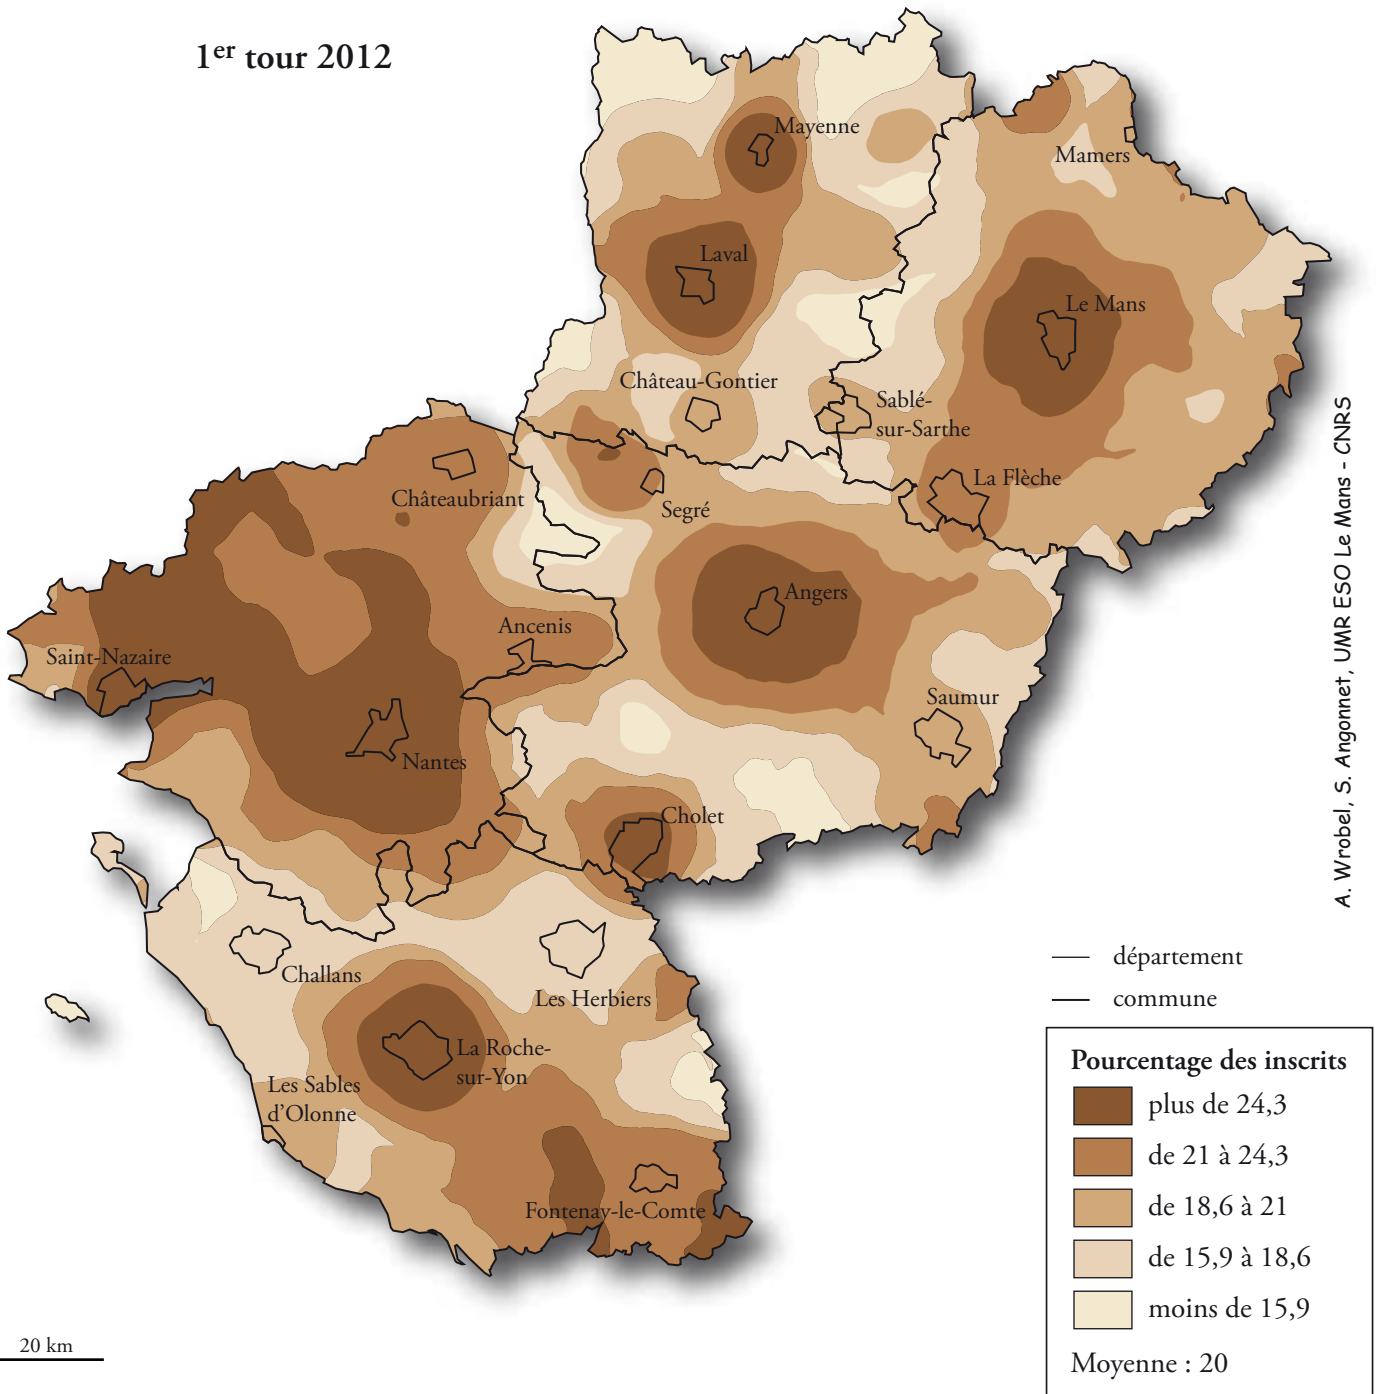 1er tour 2012
Mayenne
Mamers
Laval
Le Mans
Château-Gontier
Sablé-
sur-Sarthe
La Flèche
Châteaubriant
Segré
Angers
Ancenis
Saint-Nazaire
Saumur
Nantes
Cholet
Challans
Les Herbiers
La Roche-
sur-Yon
Les Sables
d'Olonne
Fontenay-le-Comte
A. Wrobel, S. Angonnet, UMR ESO Le Mans - CNRS
département
commune
Pourcentage des inscrits
plus de 24,3
de 21 à 24,3
de 18,6 à 21
de 15,9 à 18,6
moins de 15,9
Moyenne : 20
20 km